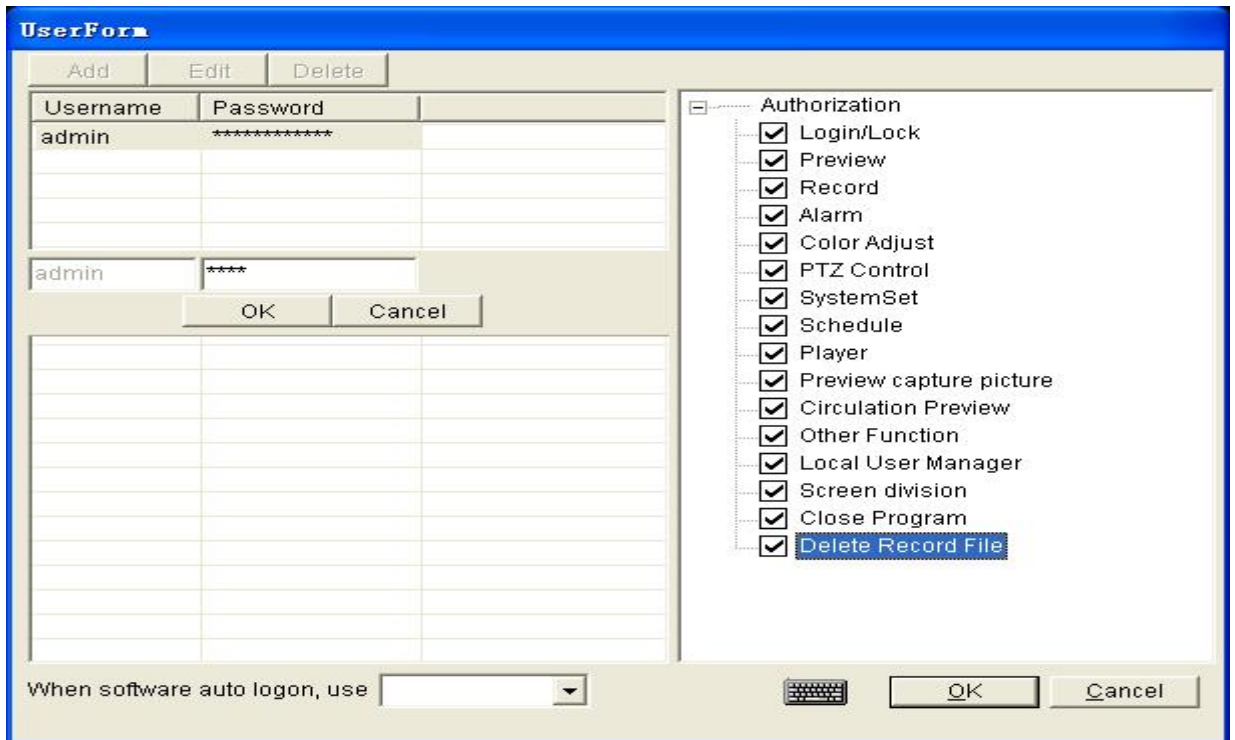 UserForm
Add Edit Delete
Username Password
admin ************
admin ****
OK Cancel
Authorization
Login/Lock
Preview
Record
Alarm
Color Adjust
PTZ Control
SystemSet
Schedule
Player
Preview capture picture
Circulation Preview
Other Function
Local User Manager
Screen division
Close Program
Delete Record File
When software auto logon, use
OK Cancel